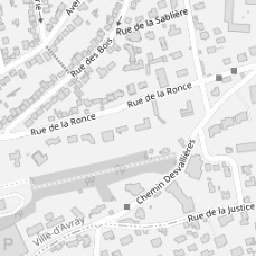 Rue de la Sablière
Ave
Rue des Bois
Rue de la Ronce
Rue de la Ronce
Chemin Desvallières
Rue de la Justice
Ville-d'Avray
P